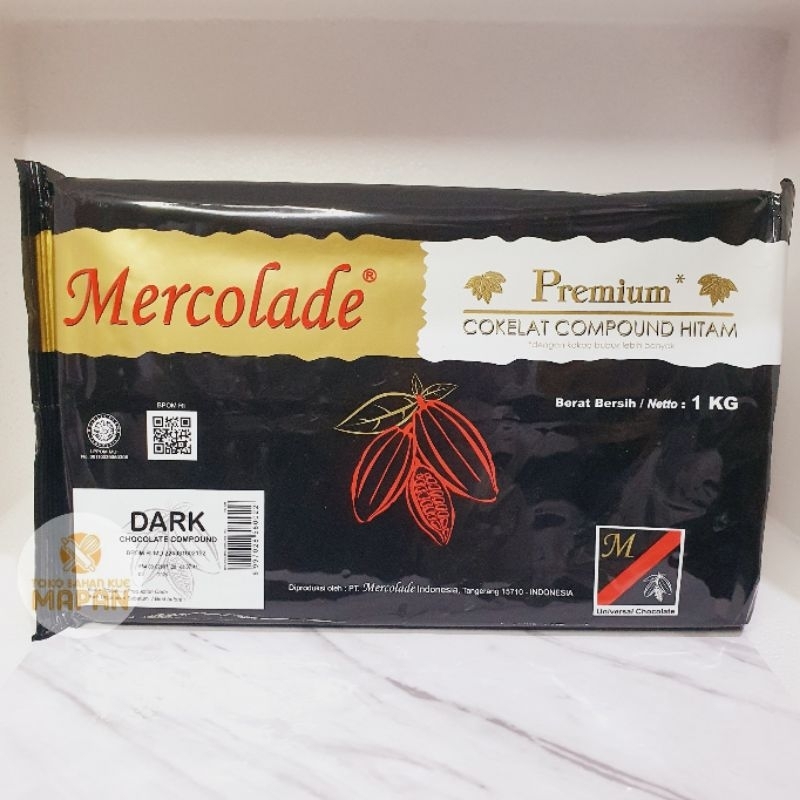 Mercolade®
Premium*
COKELAT COMPOUND HITAM
*dengan kakao bubuk lebih banyak
Berat Bersih / Netto : 1 KG
BPOM RI
DARK
CHOCOLATE COMPOUND
TOKO BAHAN KUE
MAPAN
Diproduksi oleh : PT. Mercolade Indonesia, Tangerang 15710 - INDONESIA
M
Universal Chocolate